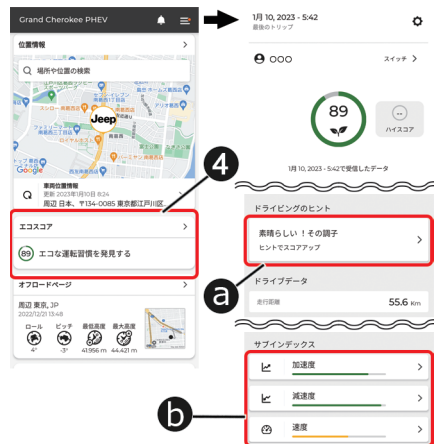 Grand Cherokee PHEV
位置情報
場所や位置の検索
Jeep
Google
車両位置情報
更新 2023年1月10日 8:24
周辺 日本、〒134-0085 東京都江戸川区...
エコスコア
89 エコな運転習慣を発見する
オフロードページ
周辺 東京, JP
2022/12/21 13:48
ロール ピッチ 最低高度 最大高度
4° -3° 41.956 m 44.421 m
4
1月 10, 2023 - 5:42
最後のトリップ
OOO スイッチ
89
--
ハイスコア
1月 10, 2023 - 5:42で受信したデータ
ドライビングのヒント
素晴らしい ! その調子
ヒントでスコアアップ
a
ドライブデータ
走行距離 55.6 Km
サブインデックス
加速度
減速度
速度
b